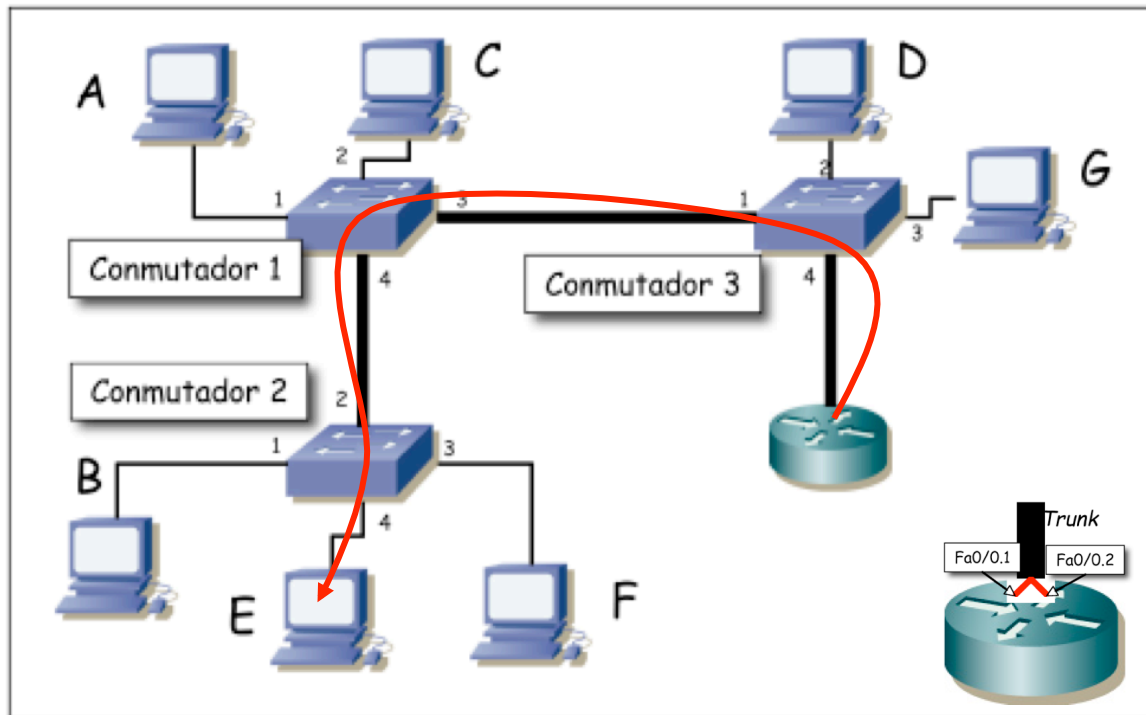 A
C
D
G
2
2
1
3
1
3
Conmutador 1
4
Conmutador 3
4
Conmutador 2
2
1
3
B
4
E
F
Trunk
Fa0/0.1
Fa0/0.2